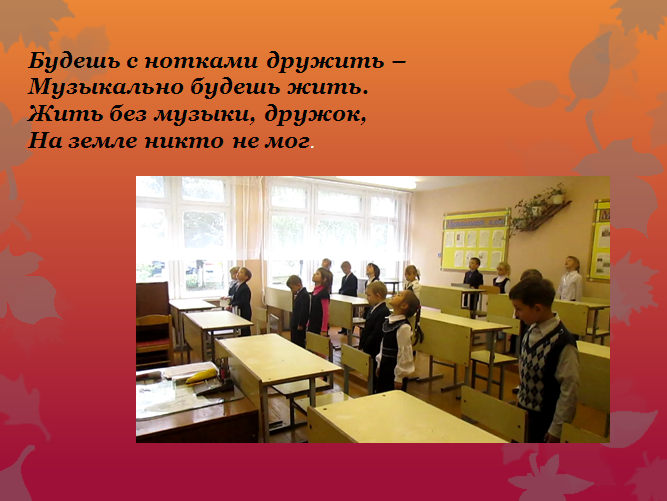 Будешь с нотками дружить –
Музыкально будешь жить.
Жить без музыки, дружок,
На земле никто не мог.